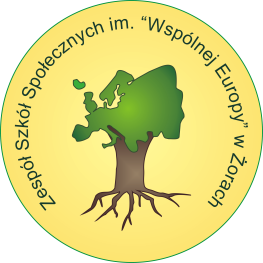 Zespół Szkół Społecznych im. “Wspólnej Europy” w Żorach